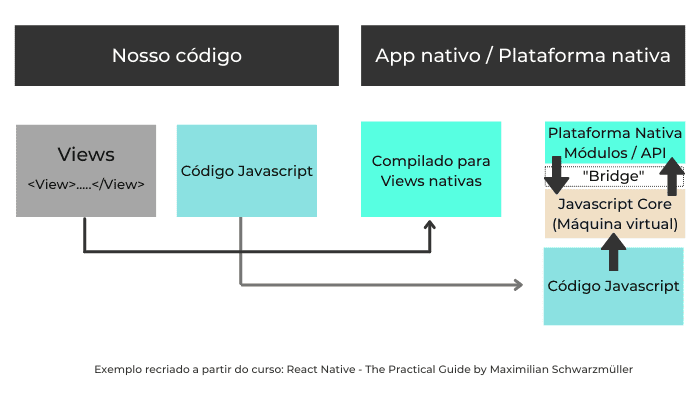 Nosso código
App nativo / Plataforma nativa
Views
<View>.....</View>
Código Javascript
Compilado para
Views nativas
Plataforma Nativa
Módulos / API
"Bridge"
Javascript Core
(Máquina virtual)
Código Javascript
Exemplo recriado a partir do curso: React Native - The Practical Guide by Maximilian Schwarzmüller